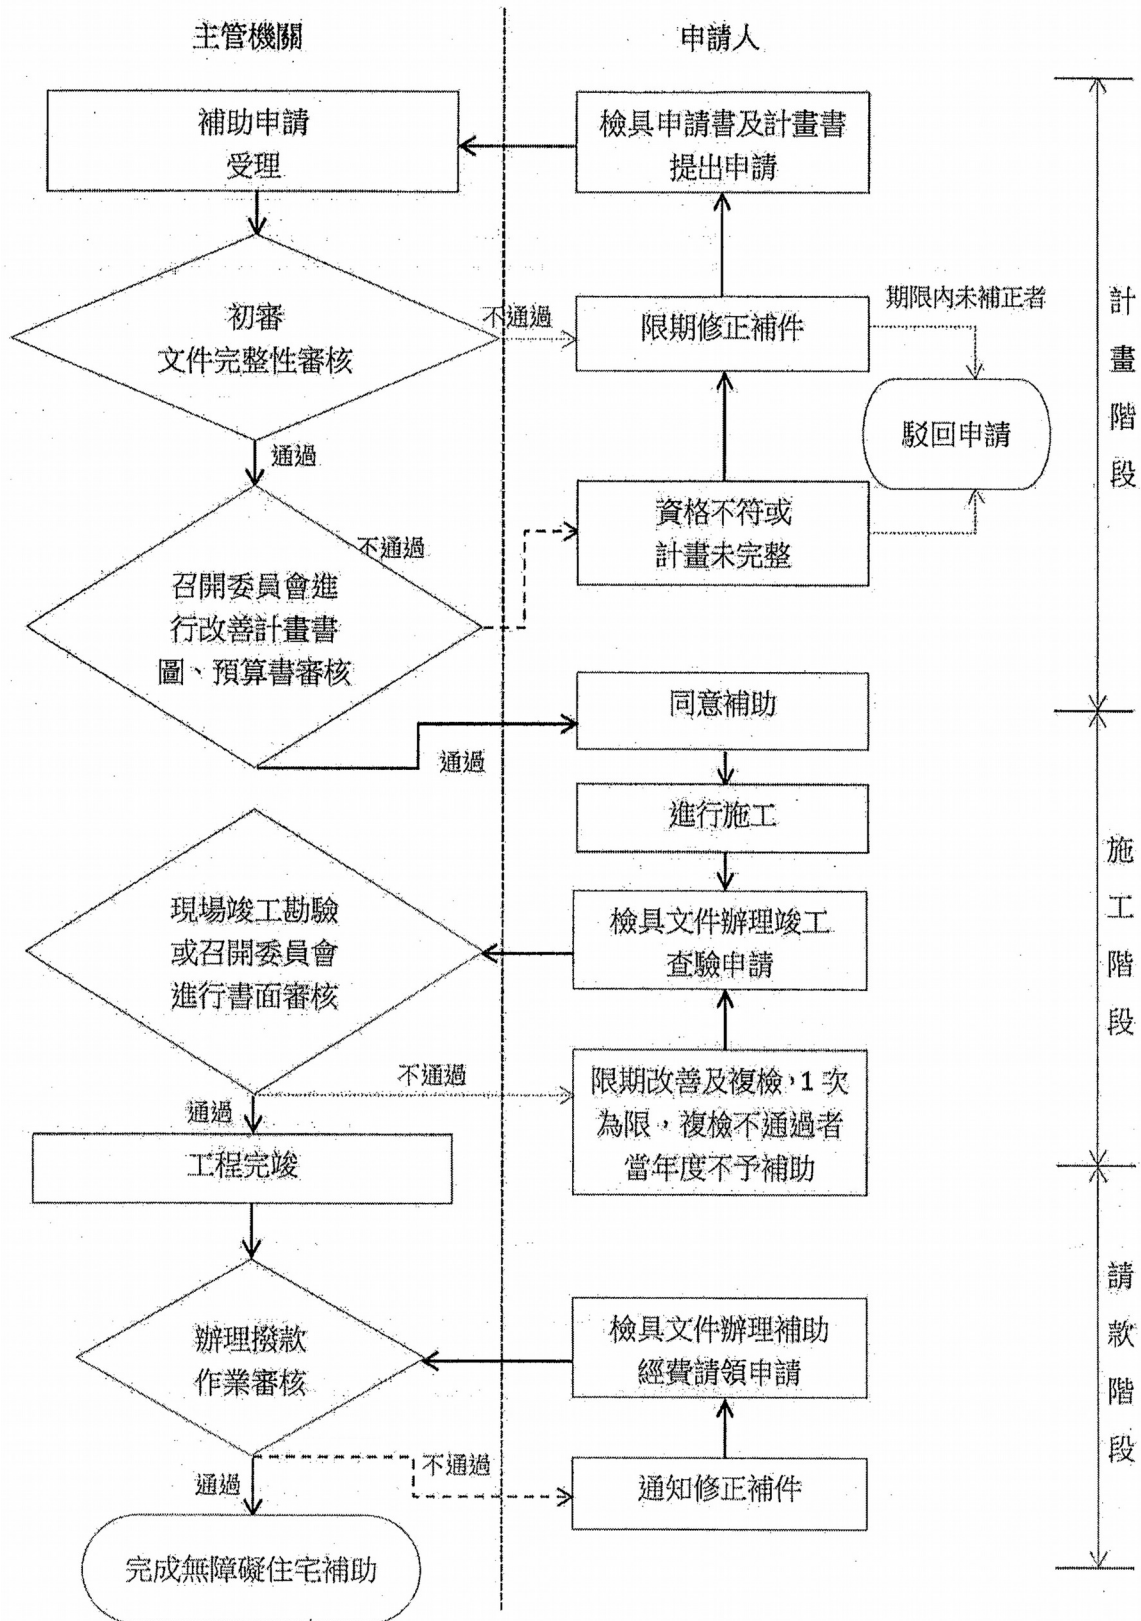 主管機關
申請人
補助申請
受理
檢具申請書及計畫書
提出申請
初審
文件完整性審核
不通過
限期修正補件
期限內未補正者
駁回申請
通過
資格不符或
計畫未完整
不通過
召開委員會進
行改善計畫書
圖、預算書審核
通過
同意補助
進行施工
檢具文件辦理竣工
查驗申請
現場竣工勘驗
或召開委員會
進行書面審核
不通過
限期改善及複檢,1 次
為限,複檢不通過者
當年度不予補助
通過
工程完竣
辦理撥款
作業審核
檢具文件辦理補助
經費請領申請
不通過
通知修正補件
通過
完成無障礙住宅補助
計畫階段
施工階段
請款階段